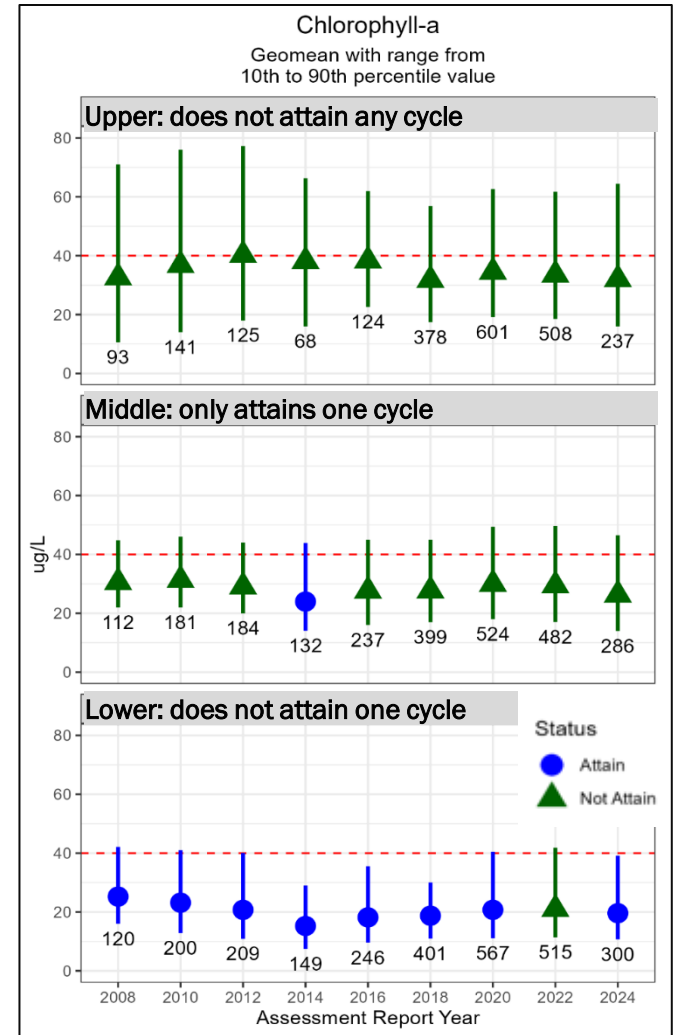 Chlorophyll-a
Geomean with range from
10th to 90th percentile value
Upper: does not attain any cycle
80
60
40
20
0
93 141 125 68 124 378 601 508 237
Middle: only attains one cycle
80
60
40
20
0
112 181 184 132 237 399 524 482 286
ug/L
Lower: does not attain one cycle
80
60
40
20
0
Status
Attain
Not Attain
120 200 209 149 246 401 567 515 300
2008 2010 2012 2014 2016 2018 2020 2022 2024
Assessment Report Year